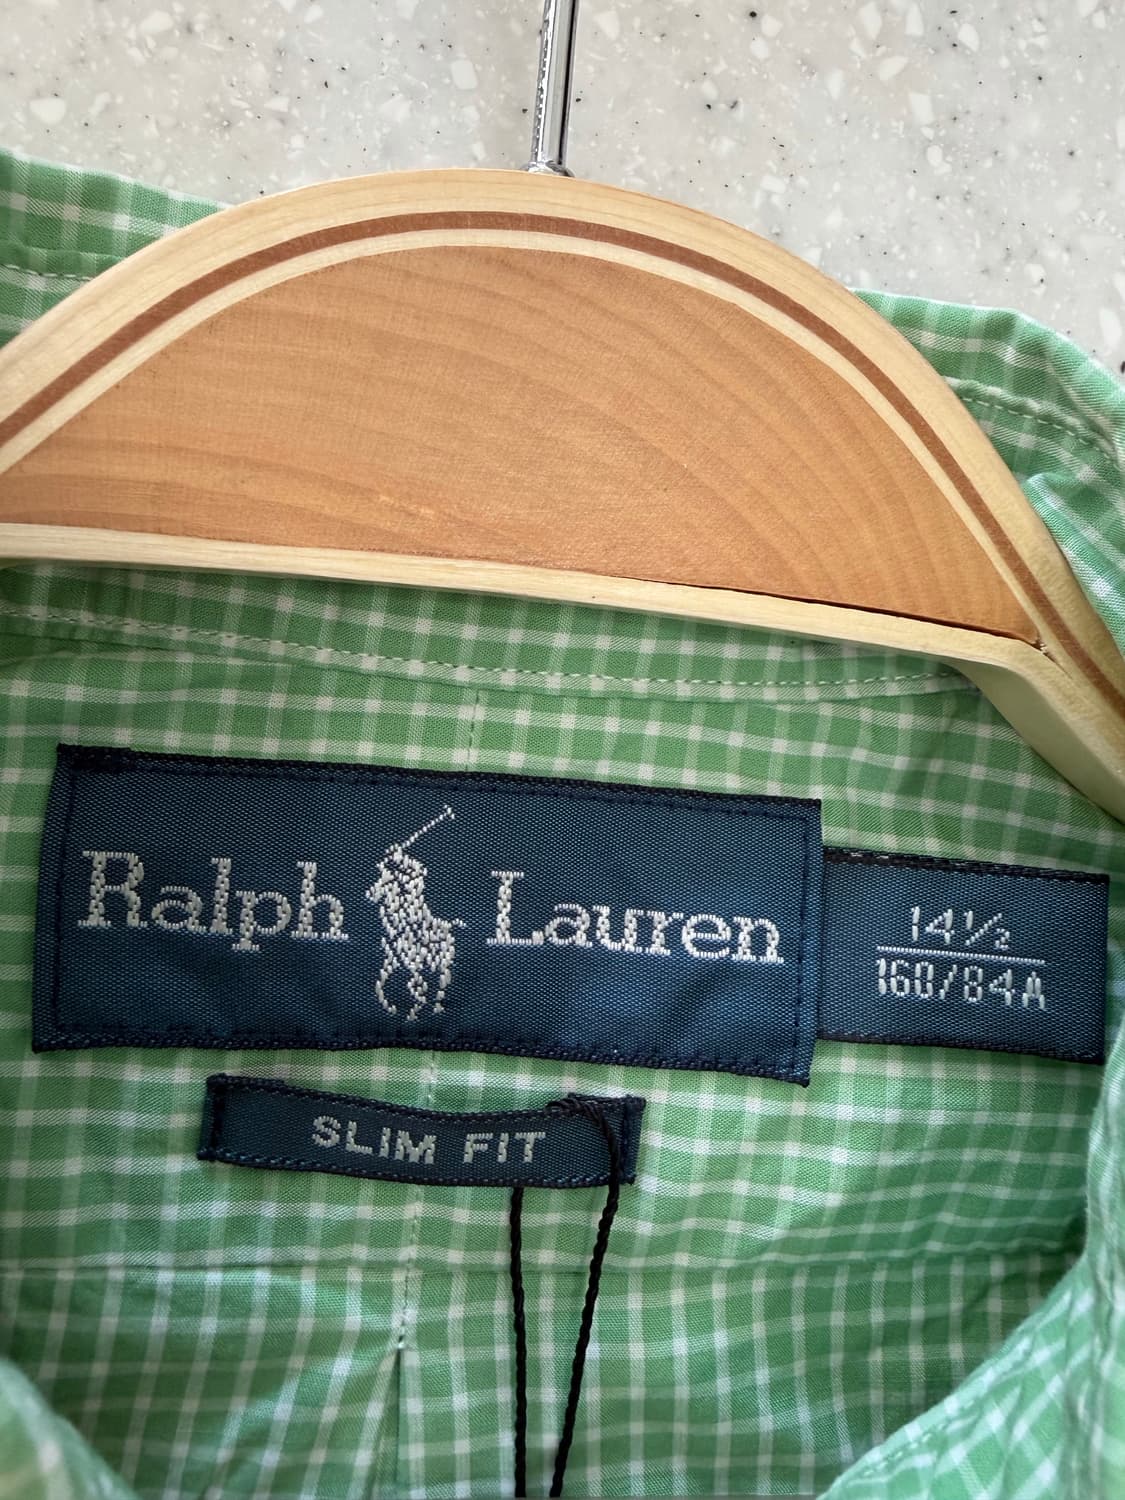 Ralph Lauren
14½
160/84A
SLIM FIT